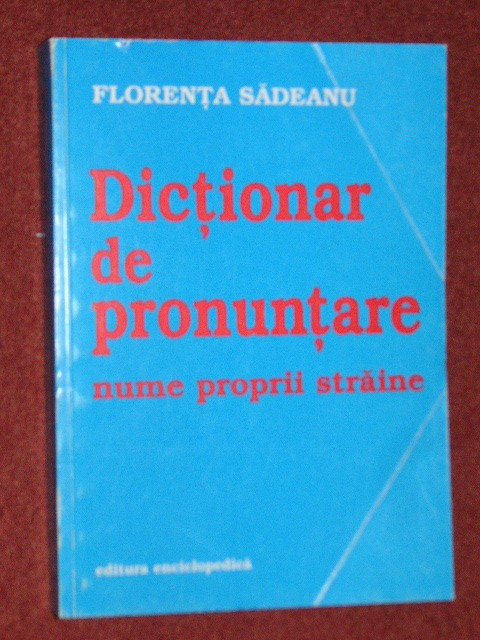 FLORENȚA SĂDEANU
Dicționar
de
pronunțare
nume proprii străine
editura enciclopedică